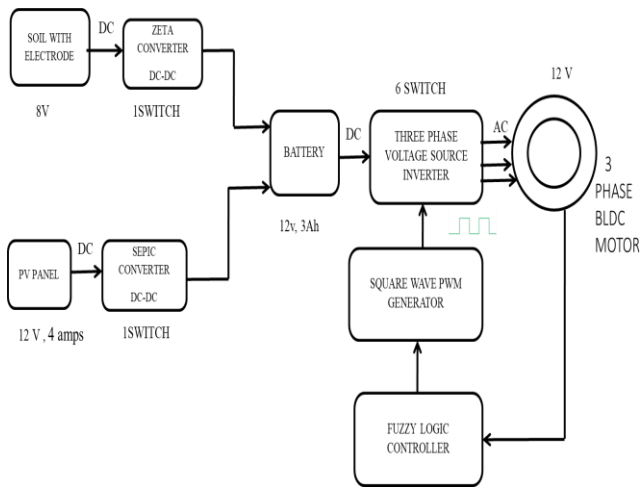 SOIL WITH
ELECTRODE
8V
DC
ZETA
CONVERTER
DC-DC
1SWITCH
PV PANEL
12 V , 4 amps
DC
SEPIC
CONVERTER
DC-DC
1SWITCH
BATTERY
12v, 3Ah
DC
6 SWITCH
THREE PHASE
VOLTAGE SOURCE
INVERTER
AC
12 V
3
PHASE
BLDC
MOTOR
SQUARE WAVE PWM
GENERATOR
FUZZY LOGIC
CONTROLLER